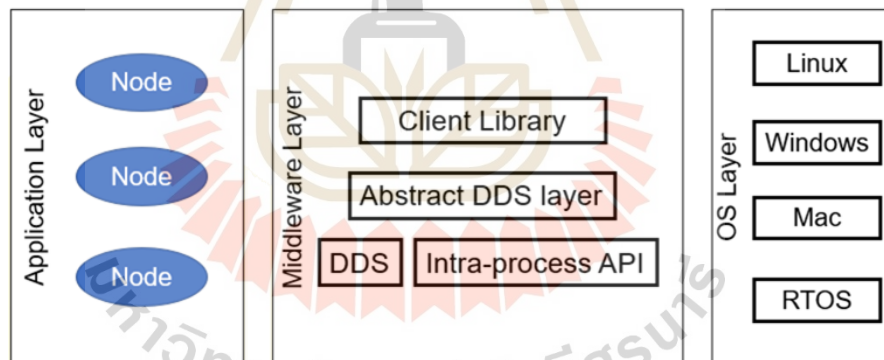 Application Layer
Node
Node
Node
Middleware Layer
Client Library
Abstract DDS layer
DDS
Intra-process API
OS Layer
Linux
Windows
Mac
RTOS